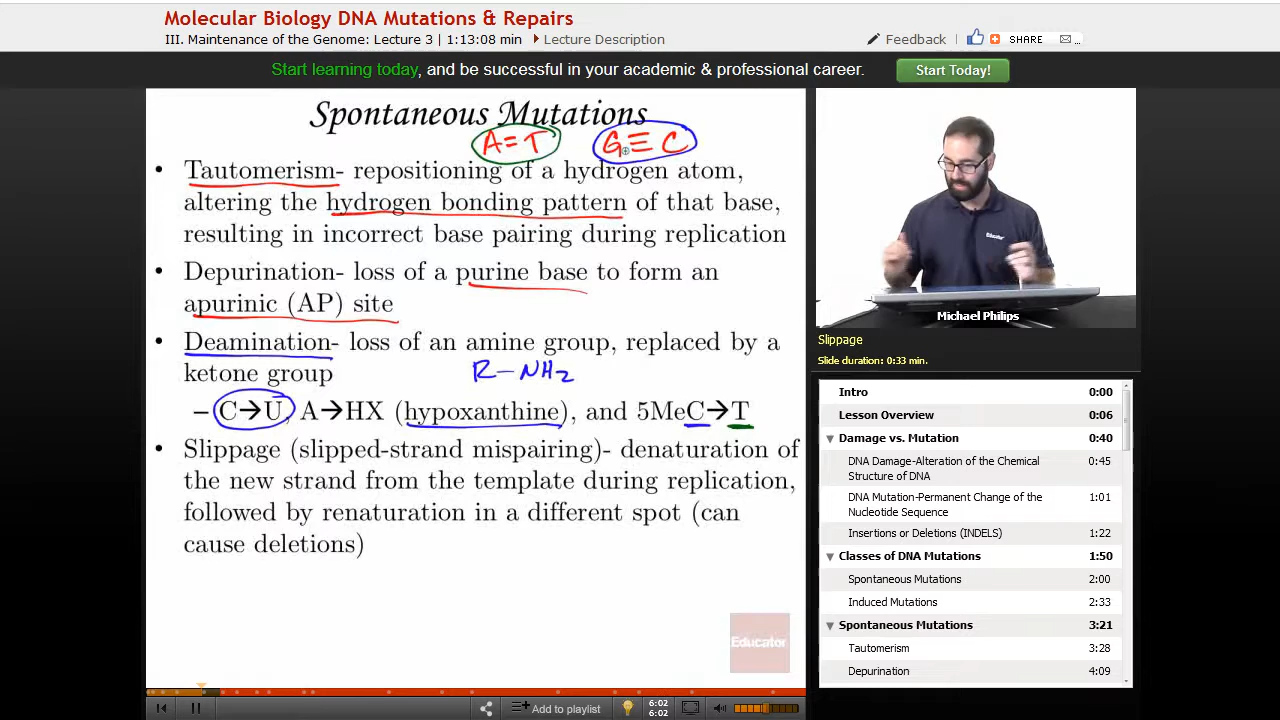 Molecular Biology DNA Mutations & Repairs
III. Maintenance of the Genome: Lecture 3 | 1:13:08 min Lecture Description
Feedback | SHARE
Start learning today, and be successful in your academic & professional career. Start Today!
Spontaneous Mutations
A=T G≡C
• Tautomerism- repositioning of a hydrogen atom,
altering the hydrogen bonding pattern of that base,
resulting in incorrect base pairing during replication
• Depurination- loss of a purine base to form an
apurinic (AP) site
• Deamination- loss of an amine group, replaced by a
ketone group
R-NH2
– C→U, A→HX (hypoxanthine), and 5MeC→T
• Slippage (slipped-strand mispairing)- denaturation of
the new strand from the template during replication,
followed by renaturation in a different spot (can
cause deletions)
Educator
Educator
Michael Philips
Slippage
Slide duration: 0:33 min.
Intro 0:00
Lesson Overview 0:06
Damage vs. Mutation 0:40
DNA Damage-Alteration of the Chemical 0:45
Structure of DNA
DNA Mutation-Permanent Change of the 1:01
Nucleotide Sequence
Insertions or Deletions (INDELS) 1:22
Classes of DNA Mutations 1:50
Spontaneous Mutations 2:00
Induced Mutations 2:33
Spontaneous Mutations 3:21
Tautomerism 3:28
Depurination 4:09
Add to playlist
6:02
6:02